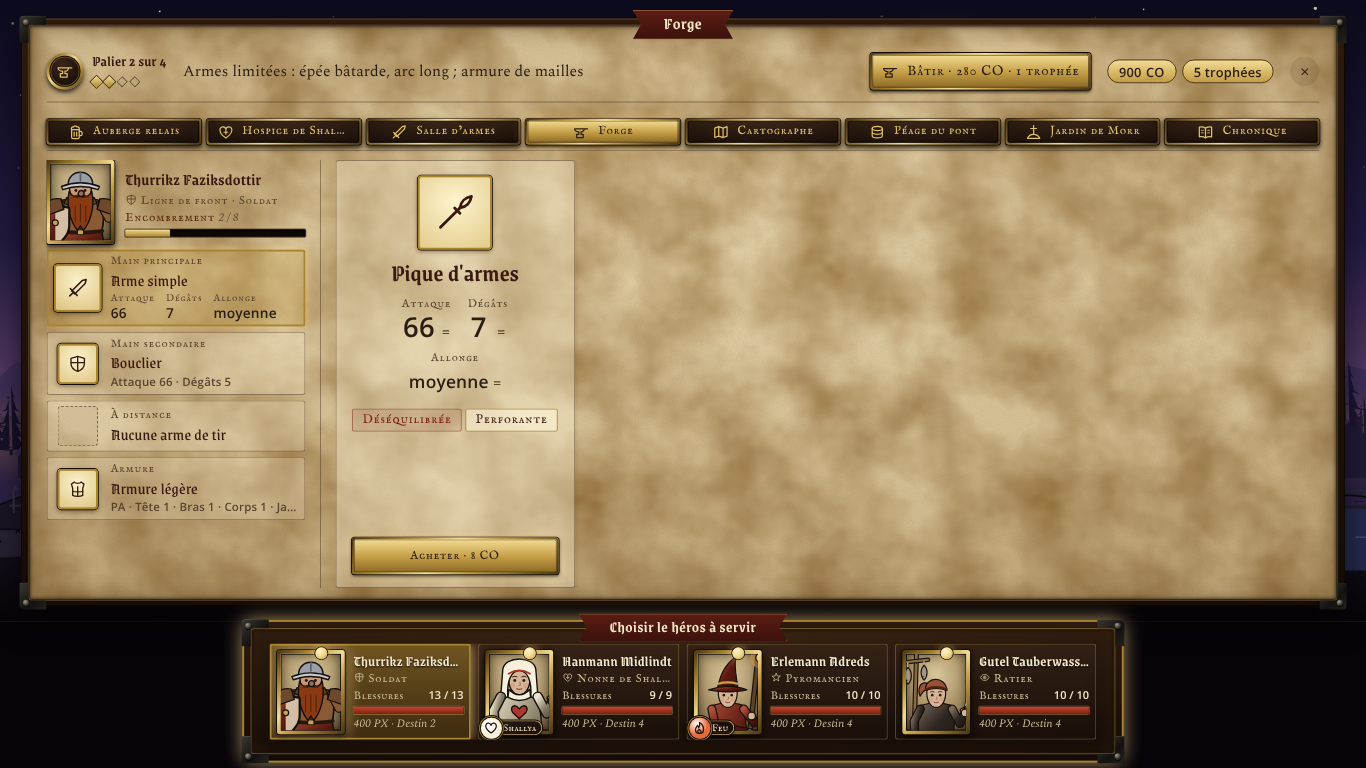 Forge
Palier 2 sur 4
Armes limitées : épée bâtarde, arc long ; armure de mailles
Bâtir · 280 CO · 1 trophée
900 CO
5 trophées
×
Auberge relais
Hospice de Shal…
Salle d'armes
Forge
Cartographe
Péage du pont
Jardin de Morr
Chronique
Thurrikz Faziksdottir
Ligne de front · Soldat
Encombrement 2/8
Main principale
Arme simple
Attaque Dégâts Allonge
66 7 moyenne
Main secondaire
Bouclier
Attaque 66 · Dégâts 5
À distance
Aucune arme de tir
Armure
Armure légère
PA · Tête 1 · Bras 1 · Corps 1 · Ja…
Pique d'armes
Attaque Dégâts
66 = 7 =
Allonge
moyenne =
Déséquilibrée Perforante
Acheter · 8 CO
Choisir le héros à servir
Thurrikz Faziksd…
Soldat
Blessures 13 / 13
400 PX · Destin 2
Hanmann Midlindt
Nonne de Shal…
Blessures 9 / 9
400 PX · Destin 4
Shallya
Erlemann Adreds
Pyromancien
Blessures 10 / 10
400 PX · Destin 4
Feu
Gutel Tauberwass…
Ratier
Blessures 10 / 10
400 PX · Destin 4